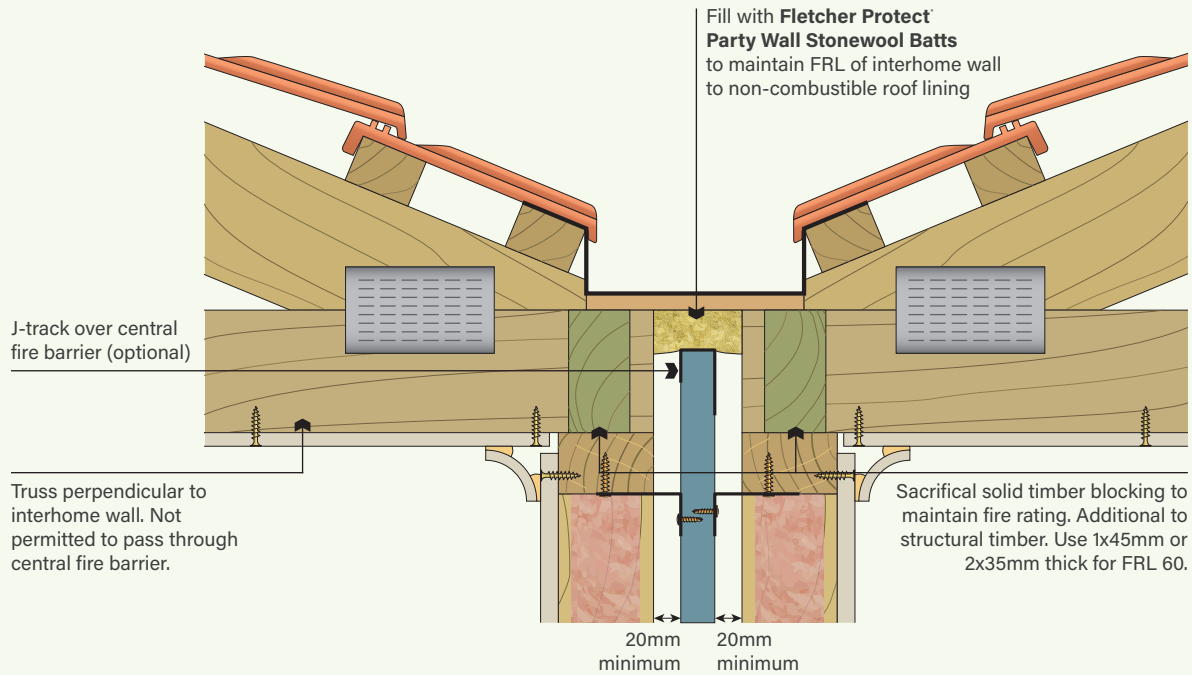 Fill with Fletcher Protect®
Party Wall Stonewool Batts
to maintain FRL of interhome wall
to non-combustible roof lining
J-track over central
fire barrier (optional)
Truss perpendicular to
interhome wall. Not
permitted to pass through
central fire barrier.
Sacrifical solid timber blocking to
maintain fire rating. Additional to
structural timber. Use 1x45mm or
2x35mm thick for FRL 60.
20mm
minimum
20mm
minimum